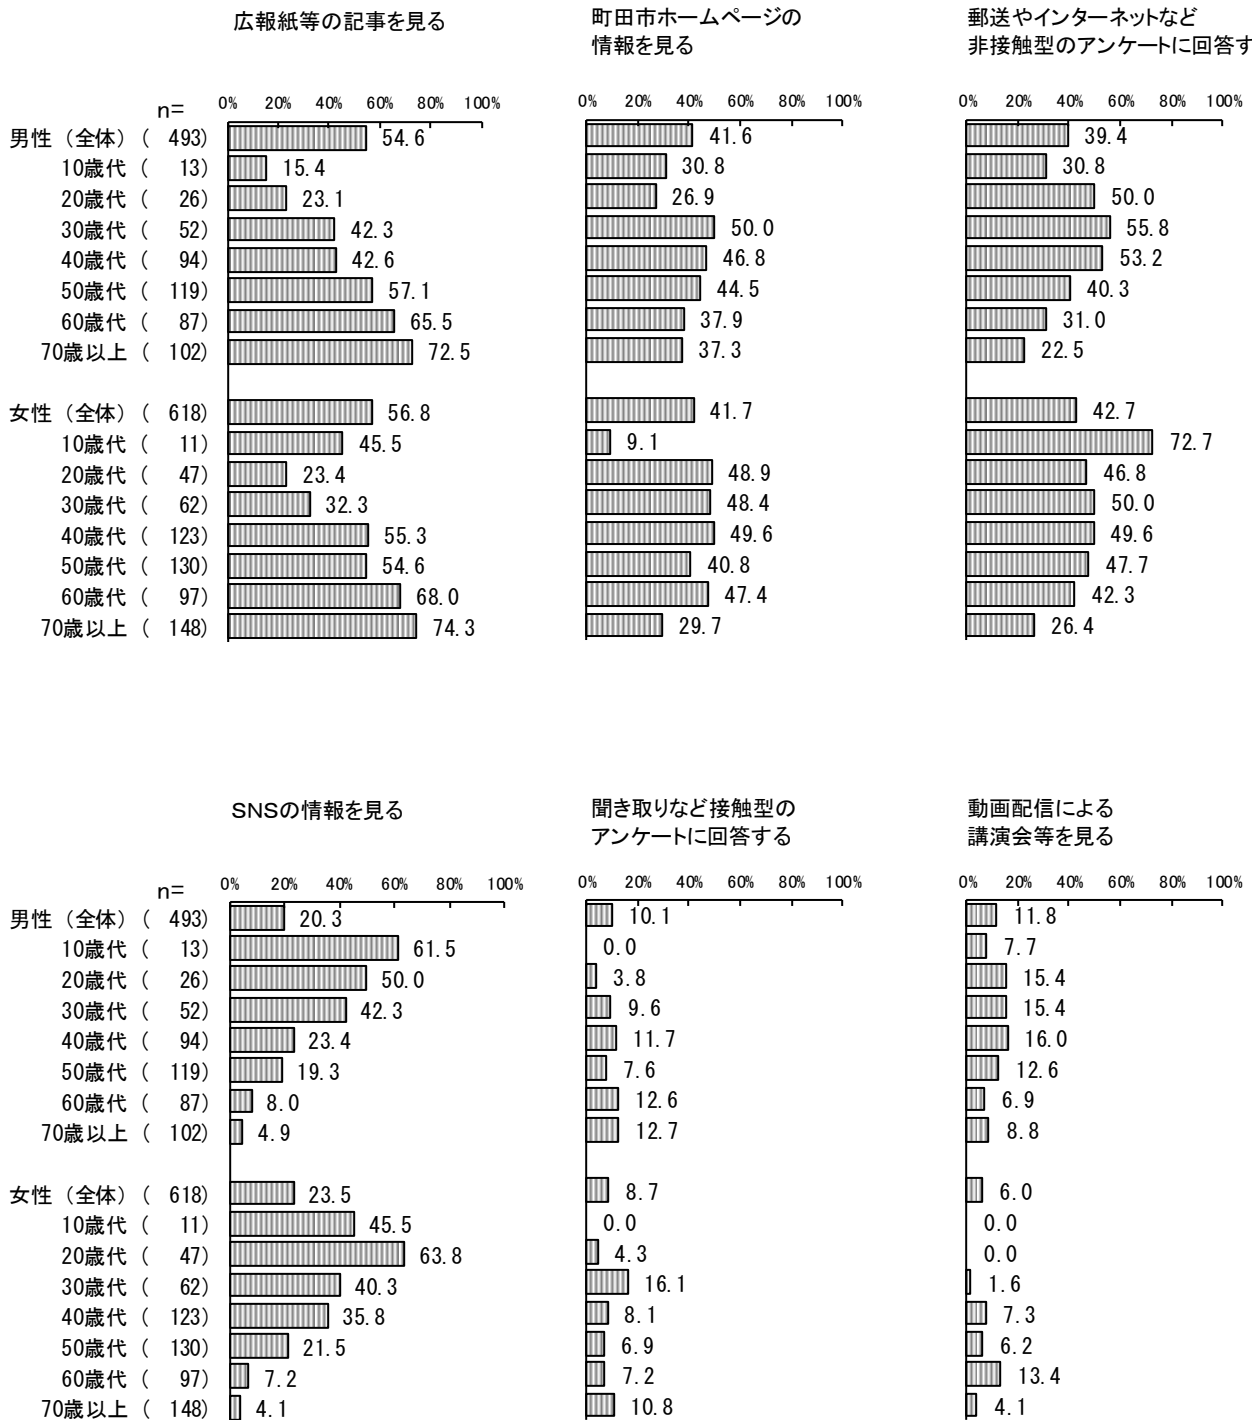 広報紙等の記事を見る
町田市ホームページの
情報を見る
郵送やインターネットなど
非接触型のアンケートに回答す
n= 0% 20% 40% 60% 80% 100% 0% 20% 40% 60% 80% 100% 0% 20% 40% 60% 80% 100%
男性（全体）( 493) 54.6 41.6 39.4
10歳代 ( 13) 15.4 30.8 30.8
20歳代 ( 26) 23.1 26.9 50.0
30歳代 ( 52) 42.3 50.0 55.8
40歳代 ( 94) 42.6 46.8 53.2
50歳代 ( 119) 57.1 44.5 40.3
60歳代 ( 87) 65.5 37.9 31.0
70歳以上 ( 102) 72.5 37.3 22.5
女性（全体）( 618) 56.8 41.7 42.7
10歳代 ( 11) 45.5 9.1 72.7
20歳代 ( 47) 23.4 48.9 46.8
30歳代 ( 62) 32.3 48.4 50.0
40歳代 ( 123) 55.3 49.6 49.6
50歳代 ( 130) 54.6 40.8 47.7
60歳代 ( 97) 68.0 47.4 42.3
70歳以上 ( 148) 74.3 29.7 26.4
SNSの情報を見る
聞き取りなど接触型の
アンケートに回答する
動画配信による
講演会等を見る
n= 0% 20% 40% 60% 80% 100% 0% 20% 40% 60% 80% 100% 0% 20% 40% 60% 80% 100%
男性（全体）( 493) 20.3 10.1 11.8
10歳代 ( 13) 61.5 0.0 7.7
20歳代 ( 26) 50.0 3.8 15.4
30歳代 ( 52) 42.3 9.6 15.4
40歳代 ( 94) 23.4 11.7 16.0
50歳代 ( 119) 19.3 7.6 12.6
60歳代 ( 87) 8.0 12.6 6.9
70歳以上 ( 102) 4.9 12.7 8.8
女性（全体）( 618) 23.5 8.7 6.0
10歳代 ( 11) 45.5 0.0 0.0
20歳代 ( 47) 63.8 4.3 0.0
30歳代 ( 62) 40.3 16.1 1.6
40歳代 ( 123) 35.8 8.1 7.3
50歳代 ( 130) 21.5 6.9 6.2
60歳代 ( 97) 7.2 7.2 13.4
70歳以上 ( 148) 4.1 10.8 4.1